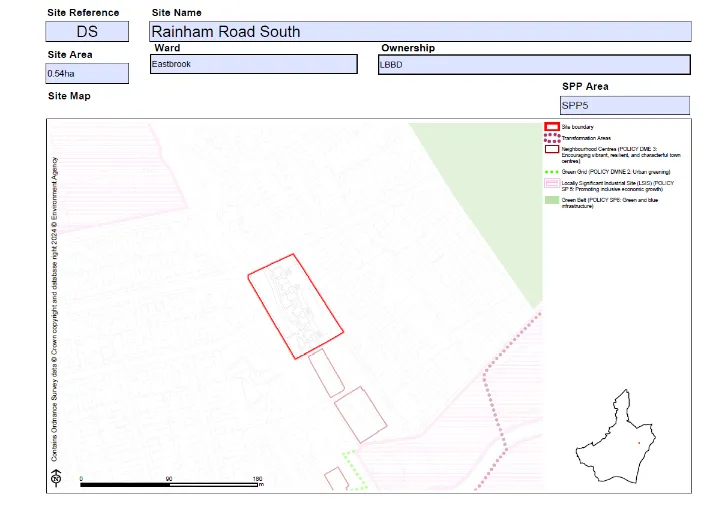 Site Reference
Site Name
DS
Rainham Road South
Site Area
Ward
Ownership
0.54ha
Eastbrook
LBBD
Site Map
SPP Area
SPP5
Site boundary
Transformation Areas
Neighbourhood Centres (POLICY DME 3:
Encouraging vibrant, resilient, and characterful town
centres)
Green Grid (POLICY DMNE 2: Urban greening)
Locally Significant Industrial Site (LSIS) (POLICY
SP 5: Promoting inclusive economic growth)
Green Belt (POLICY SP6: Green and blue
infrastructure)
Contains Ordnance Survey data © Crown copyright and database right 2024 © Environment Agency
N
0
90
180
m